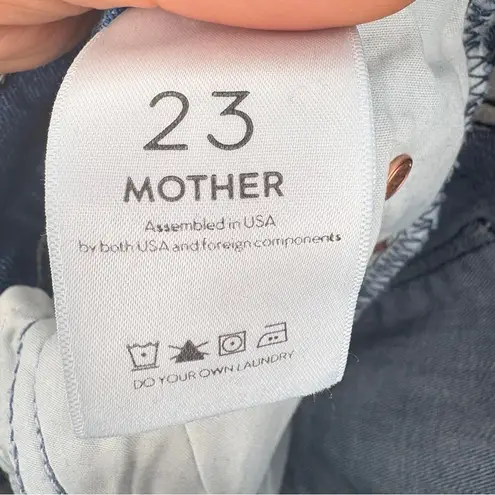 23
MOTHER
Assembled in USA
by both USA and foreign components
DO YOUR OWN LAUNDRY